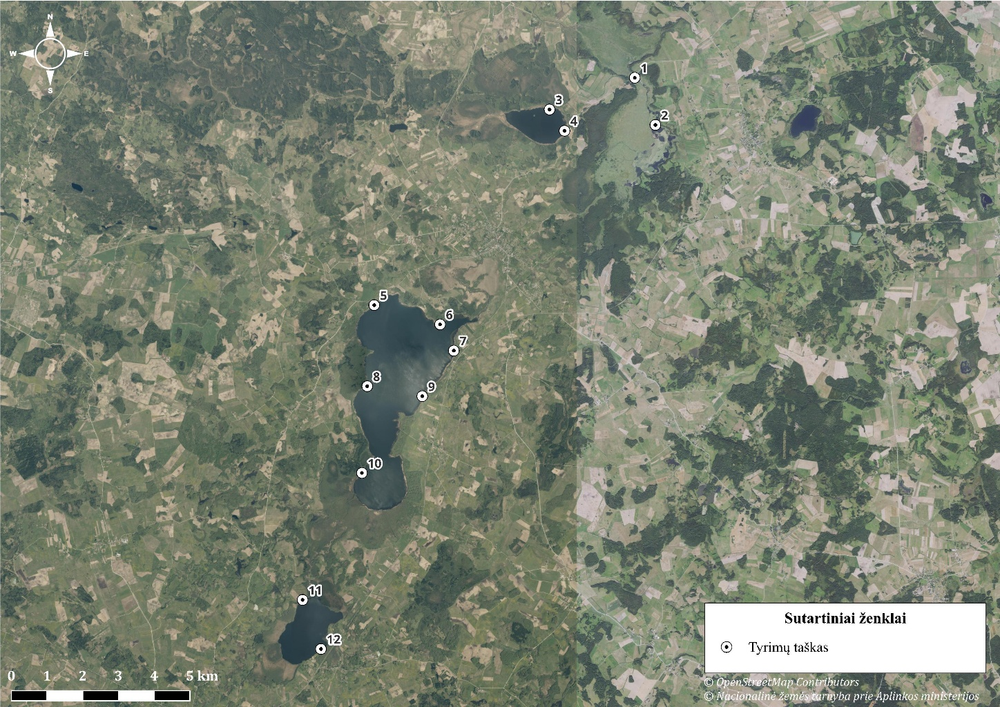 N
W E
S
1
2
3
4
5
6
7
8
9
10
11
12
Sutartiniai ženklai
Tyrimų taškas
0 1 2 3 4 5 km
© OpenStreetMap Contributors
© Nacionalinė žemės tarnyba prie Aplinkos ministerijos